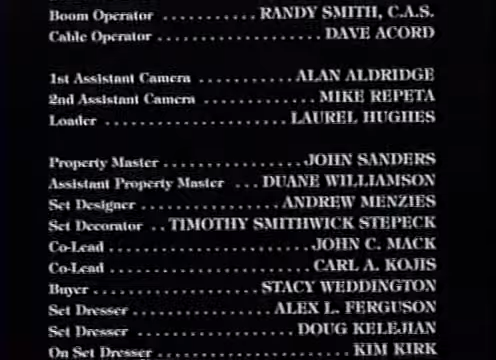 Boom Operator ................ RANDY SMITH, C.A.S.
Cable Operator ....................... DAVE ACORD
1st Assistant Camera ........... ALAN ALDRIDGE
2nd Assistant Camera ............. MIKE REPETA
Loader ........................ LAUREL HUGHES
Property Master .................. JOHN SANDERS
Assistant Property Master ... DUANE WILLIAMSON
Set Designer .................. ANDREW MENZIES
Set Decorator .. TIMOTHY SMITHWICK STEPECK
Co-Lead ......................... JOHN C. MACK
Co-Lead ......................... CARL A. KOJIS
Buyer ..................... STACY WEDDINGTON
Set Dresser .................. ALEX L. FERGUSON
Set Dresser ..................... DOUG KELEJIAN
On Set Dresser ........................ KIM KIRK